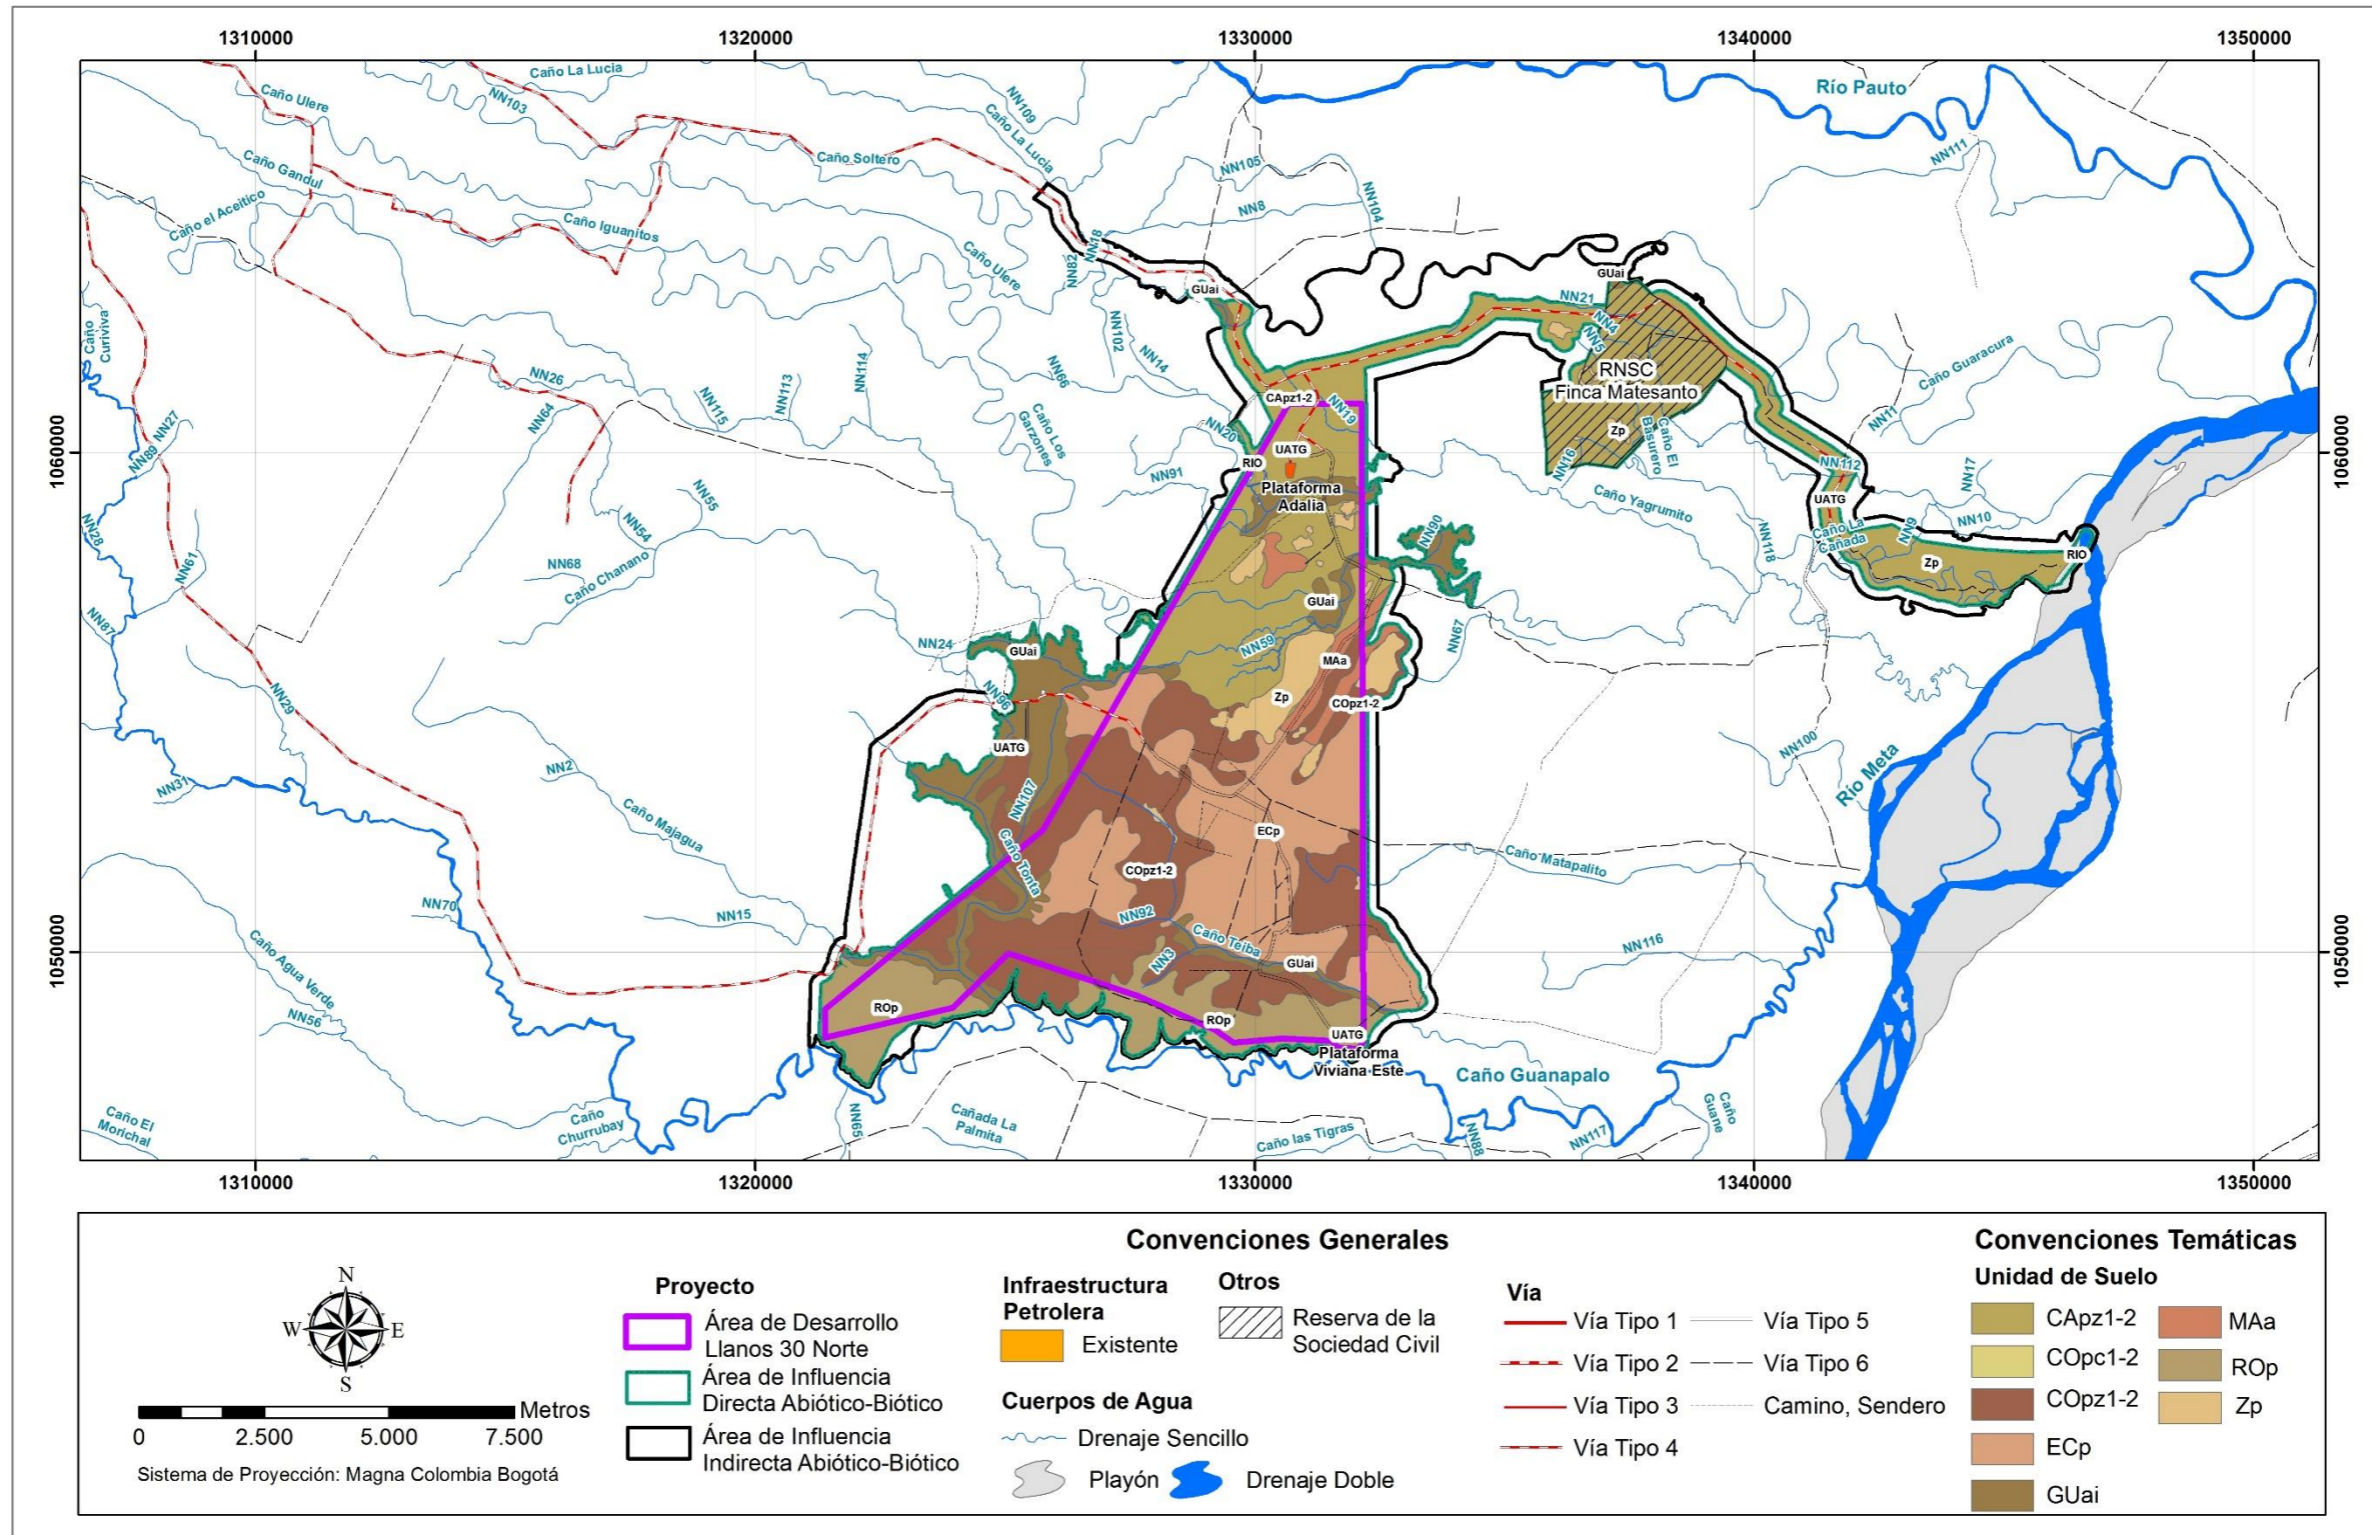 1310000 1320000 1330000 1340000 1350000
Caño La Lucia
Río Pauto
Caño Ulere
NN103
NN109
Caño La Lucia
NN111
Caño Gandul
Caño Soltero
NN105
NN104
Caño el Aceitico
Caño Iguanitos
NN8
NN18
NN82
Caño Ulere
GUai
GUai
NN21
NN4
NN5
Caño
Curiviva
NN102
NN14
NN66
NN26
NN64
NN115
NN113
NN114
RNSC
Finca Matesanto
Caño Guaracura
CApz1-2
NN19
NN20
NN11
NN27
NN89
Caño Los
Garzones
Zp
Caño El
Basurero
NN16
1060000
1060000
UATG
RIO
NN91
Plataforma
Adalia
NN112
NN17
UATG
NN55
NN54
NN28
Caño Yagrumito
NN90
NN118
Caño La
Cañada
NN9
NN10
RIO
Zp
NN61
NN68
Caño Chanano
GUai
NN87
NN24
GUai
NN59
NN67
MAa
NN29
NN96
Zp
COpz1-2
UATG
NN100
NN2
NN31
Río Meta
NN107
Caño Majagua
ECp
Caño Tonta
COpz1-2
Caño Matapalito
NN70
NN15
NN92
Caño Teiba
NN3
GUai
NN116
1050000
1050000
Caño Agua Verde
NN56
ROp
ROp
UATG
Plataforma
Viviana Este
Caño Guanapalo
Caño El
Morichal
Caño
Churrubay
NN65
Cañada La
Palmita
Caño las Tigras
NN88
NN117
Caño
Guane
1310000 1320000 1330000 1340000 1350000
Convenciones Generales
Convenciones Temáticas
N
W E
S
Metros
0 2.500 5.000 7.500
Sistema de Proyección: Magna Colombia Bogotá
Proyecto
Área de Desarrollo
Llanos 30 Norte
Área de Influencia
Directa Abiótico-Biótico
Área de Influencia
Indirecta Abiótico-Biótico
Infraestructura
Petrolera
Existente
Otros
Reserva de la
Sociedad Civil
Cuerpos de Agua
Drenaje Sencillo
Playón
Drenaje Doble
Vía
Vía Tipo 1
Vía Tipo 2
Vía Tipo 3
Vía Tipo 4
Vía Tipo 5
Vía Tipo 6
Camino, Sendero
Unidad de Suelo
CApz1-2
COpc1-2
COpz1-2
ECp
GUai
MAa
ROp
Zp